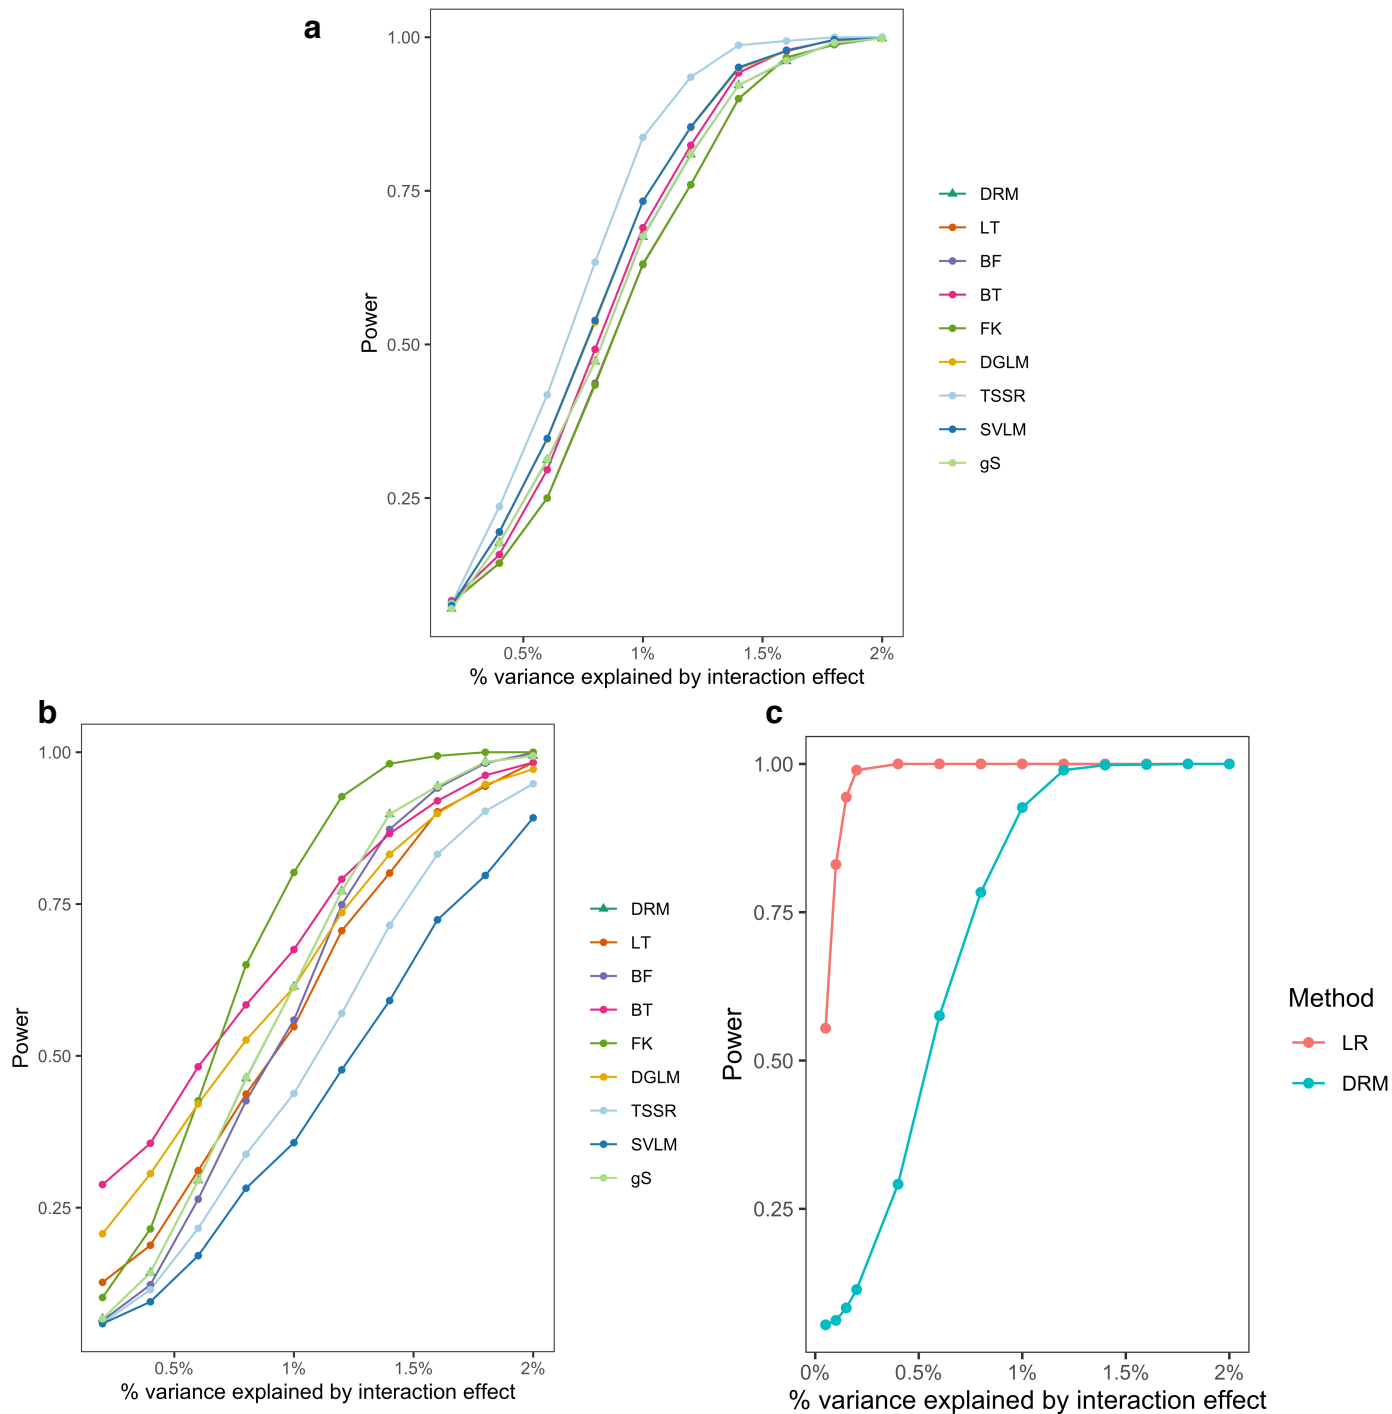 a
1.00
0.75
0.50
0.25
Power
0.5% 1% 1.5% 2%
% variance explained by interaction effect
DRM
LT
BF
BT
FK
DGLM
TSSR
SVLM
gS
b
1.00
0.75
0.50
0.25
Power
0.5% 1% 1.5% 2%
% variance explained by interaction effect
DRM
LT
BF
BT
FK
DGLM
TSSR
SVLM
gS
c
1.00
0.75
0.50
0.25
Power
0% 0.5% 1% 1.5% 2%
% variance explained by interaction effect
Method
LR
DRM